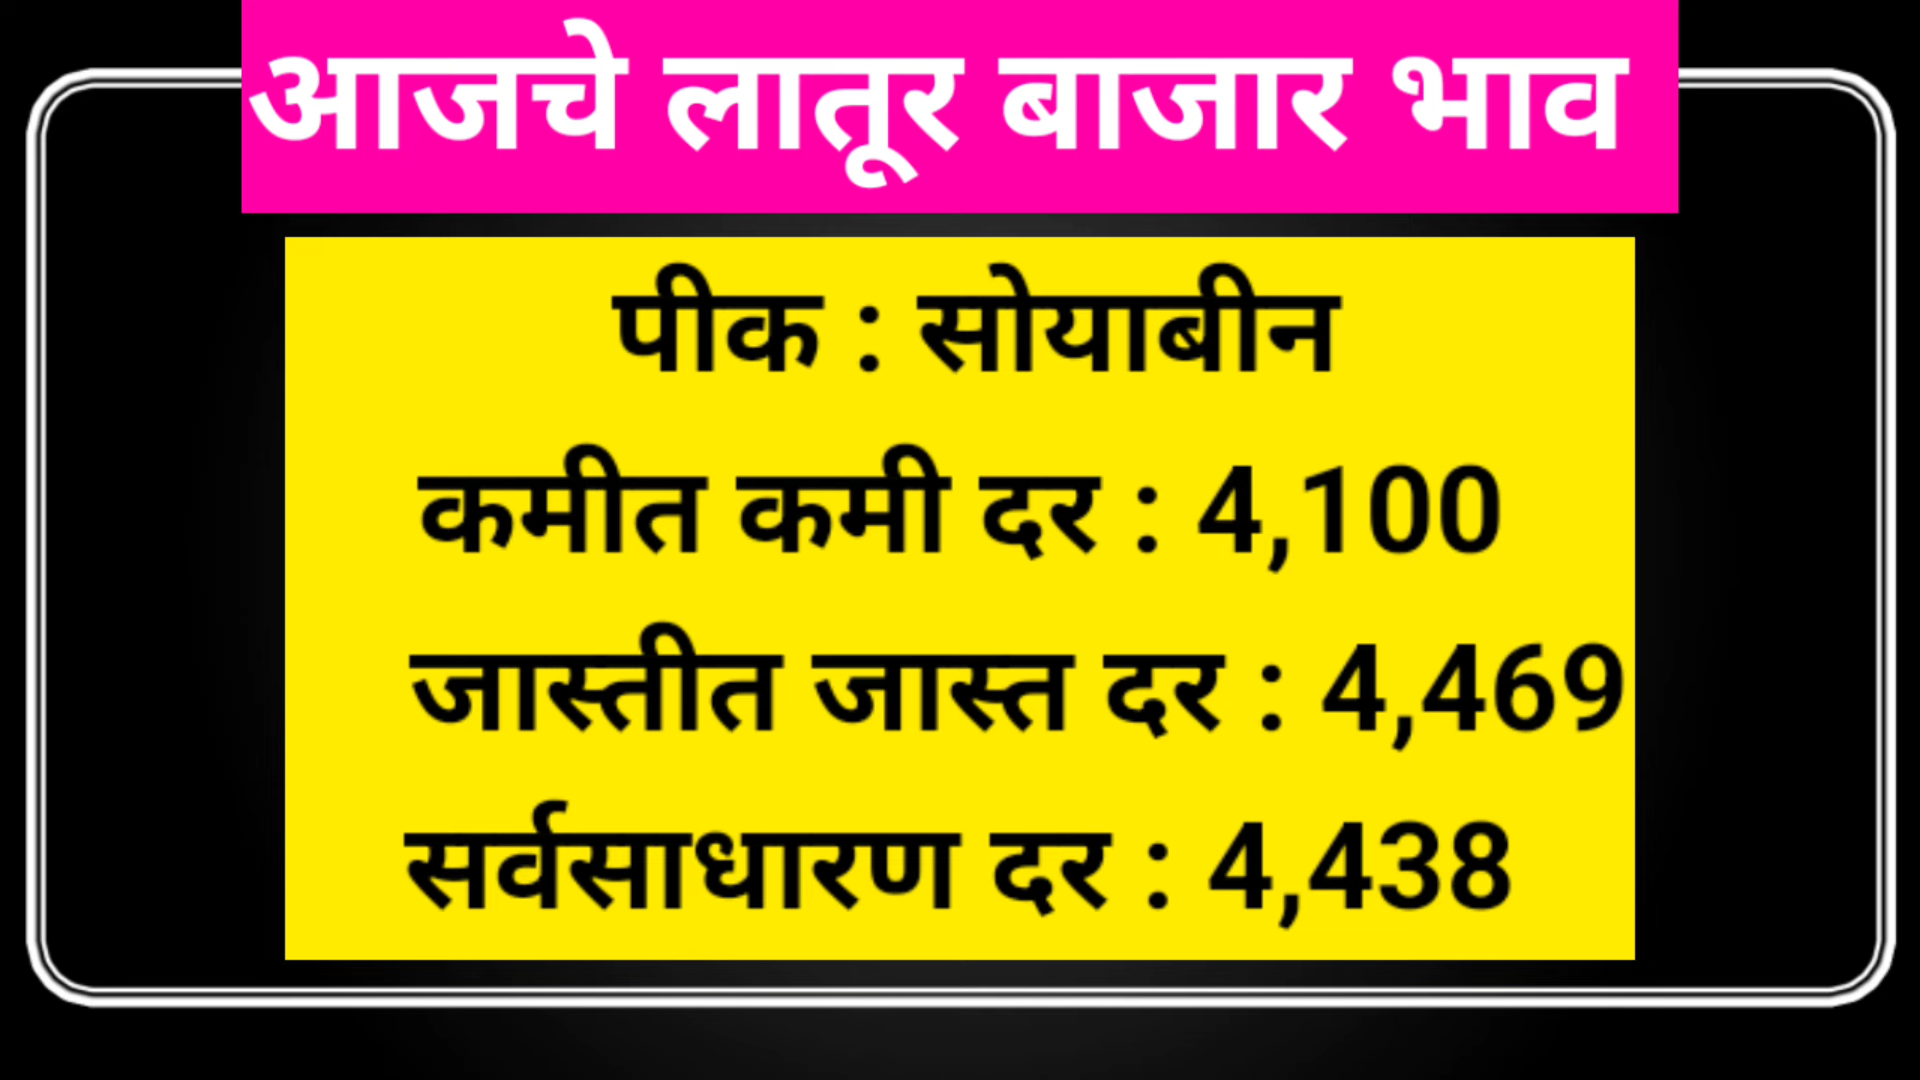 आजचे लातूर बाजार भाव
पीक : सोयाबीन
कमीत कमी दर : 4,100
जास्तीत जास्त दर : 4,469
सर्वसाधारण दर : 4,438